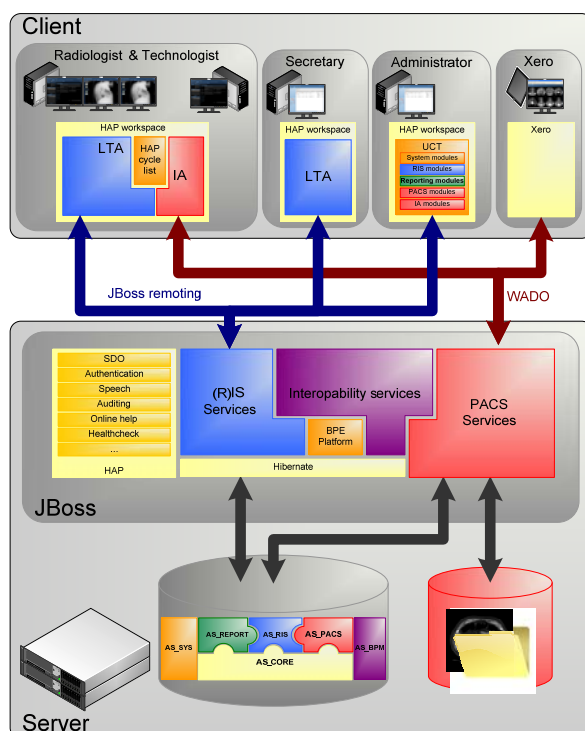 Client
Radiologist & Technologist
HAP workspace
LTA
HAP
cycle
list
IA
Secretary
HAP workspace
LTA
Administrator
HAP workspace
UCT
System modules
RIS modules
Reporting modules
PACS modules
IA modules
Xero
Xero
JBoss remoting
WADO
SDO
Authentication
Speech
Auditing
Online help
Healthcheck
...
HAP
(R)IS
Services
Interopability services
BPE
Platform
Hibernate
PACS
Services
JBoss
AS_SYS
AS_REPORT
AS_RIS
AS_PACS
AS_BPM
AS_CORE
Server